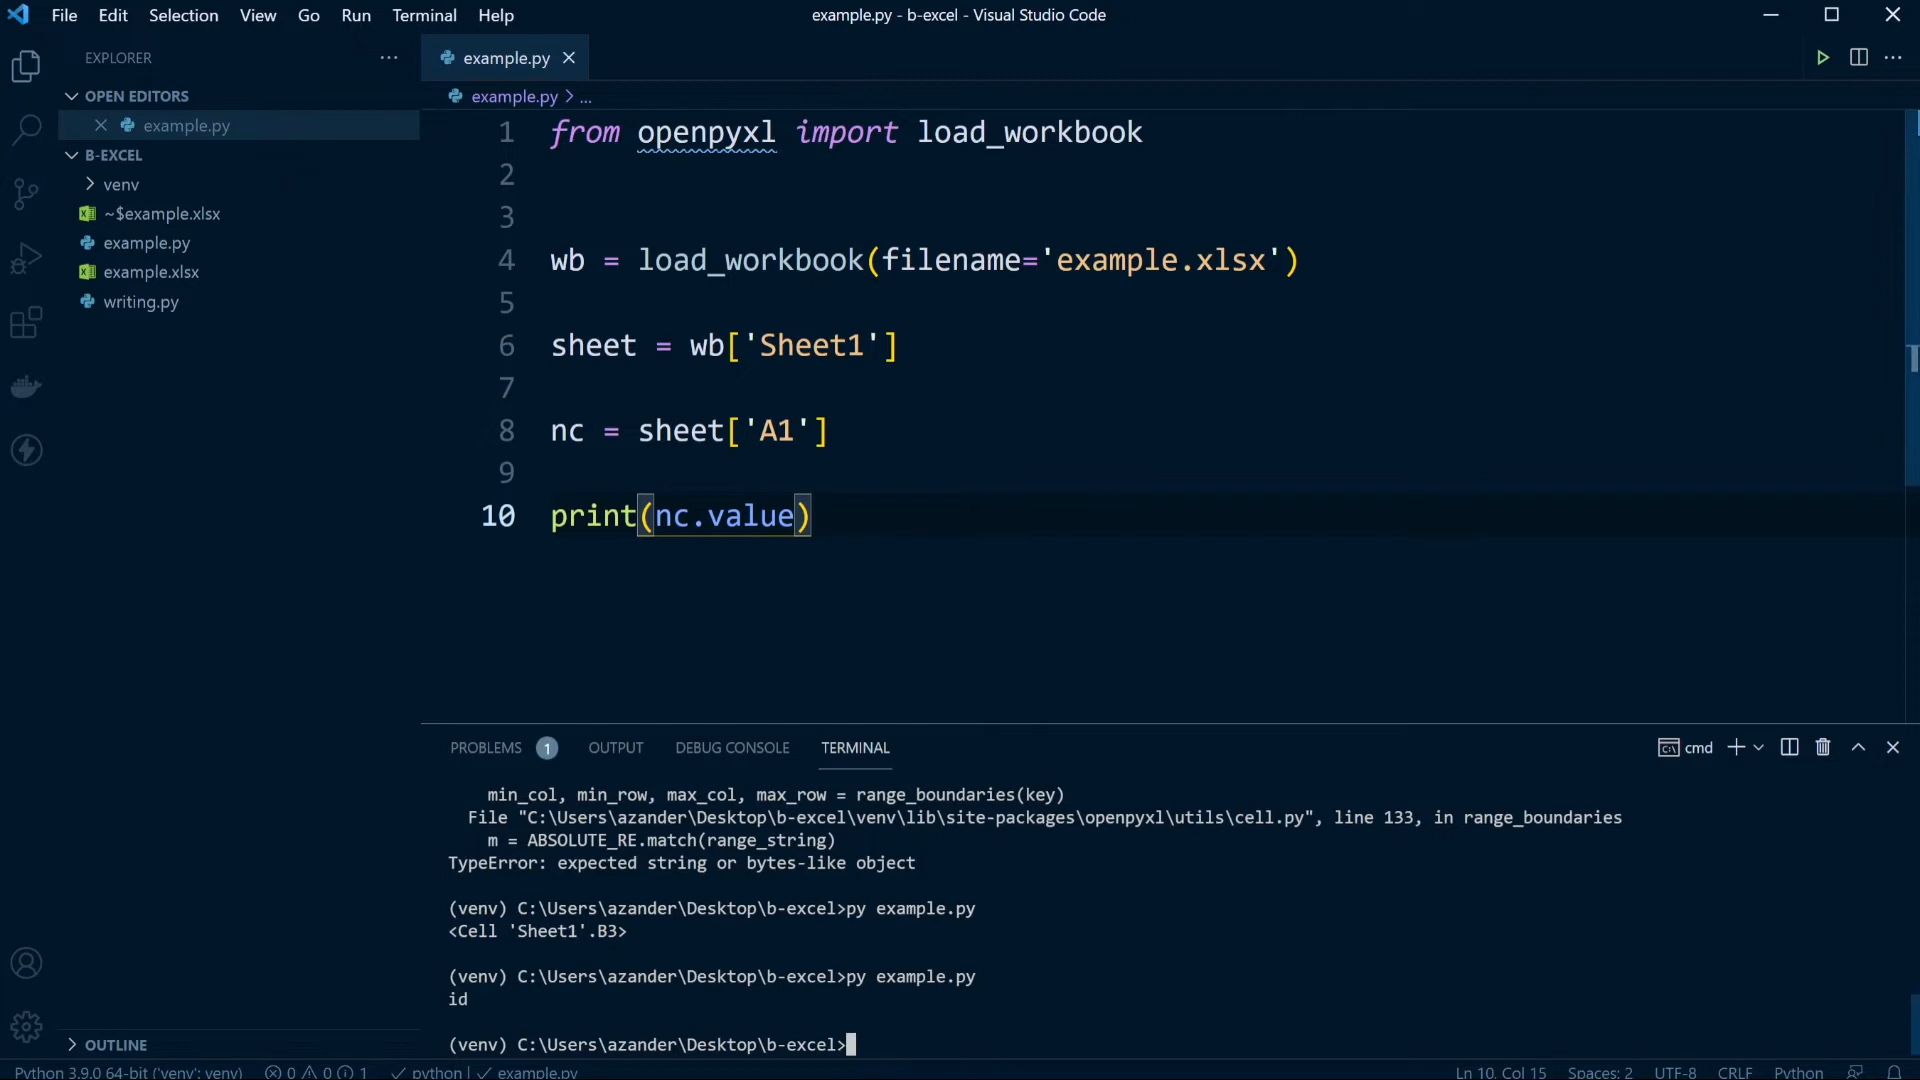 File Edit Selection View Go Run Terminal Help
example.py - b-excel - Visual Studio Code
EXPLORER
OPEN EDITORS
example.py
B-EXCEL
venv
~$example.xlsx
example.py
example.xlsx
writing.py
OUTLINE
example.py
example.py > ...
1 from openpyxl import load_workbook
2
3
4 wb = load_workbook(filename='example.xlsx')
5
6 sheet = wb['Sheet1']
7
8 nc = sheet['A1']
9
10 print(nc.value)
PROBLEMS 1 OUTPUT DEBUG CONSOLE TERMINAL
cmd
min_col, min_row, max_col, max_row = range_boundaries(key)
File "C:\Users\azander\Desktop\b-excel\venv\lib\site-packages\openpyxl\utils\cell.py", line 133, in range_boundaries
m = ABSOLUTE_RE.match(range_string)
TypeError: expected string or bytes-like object
(venv) C:\Users\azander\Desktop\b-excel>py example.py
<Cell 'Sheet1'.B3>
(venv) C:\Users\azander\Desktop\b-excel>py example.py
id
(venv) C:\Users\azander\Desktop\b-excel>
Python 3.9.0 64-bit ('venv': venv) 0 0 1 python | example.py Ln 10, Col 15 Spaces: 2 UTF-8 CRLF Python